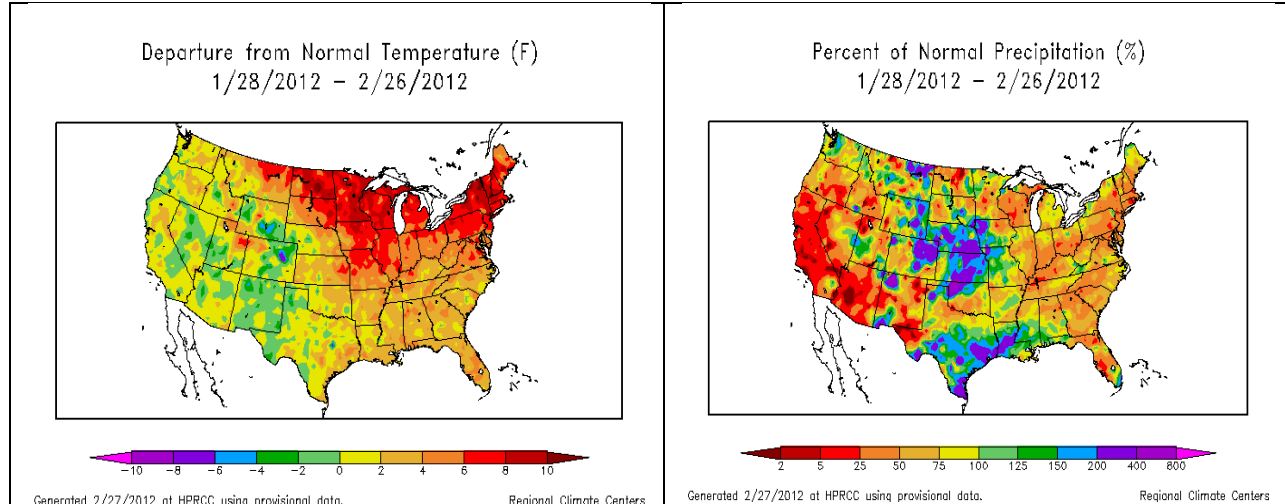 Departure from Normal Temperature (F)
1/28/2012 – 2/26/2012
-10 -8 -6 -4 -2 0 2 4 6 8 10
Generated 2/27/2012 at HPRCC using provisional data.
Regional Climate Centers
Percent of Normal Precipitation (%)
1/28/2012 – 2/26/2012
2 5 25 50 75 100 125 150 200 400 800
Generated 2/27/2012 at HPRCC using provisional data.
Regional Climate Centers